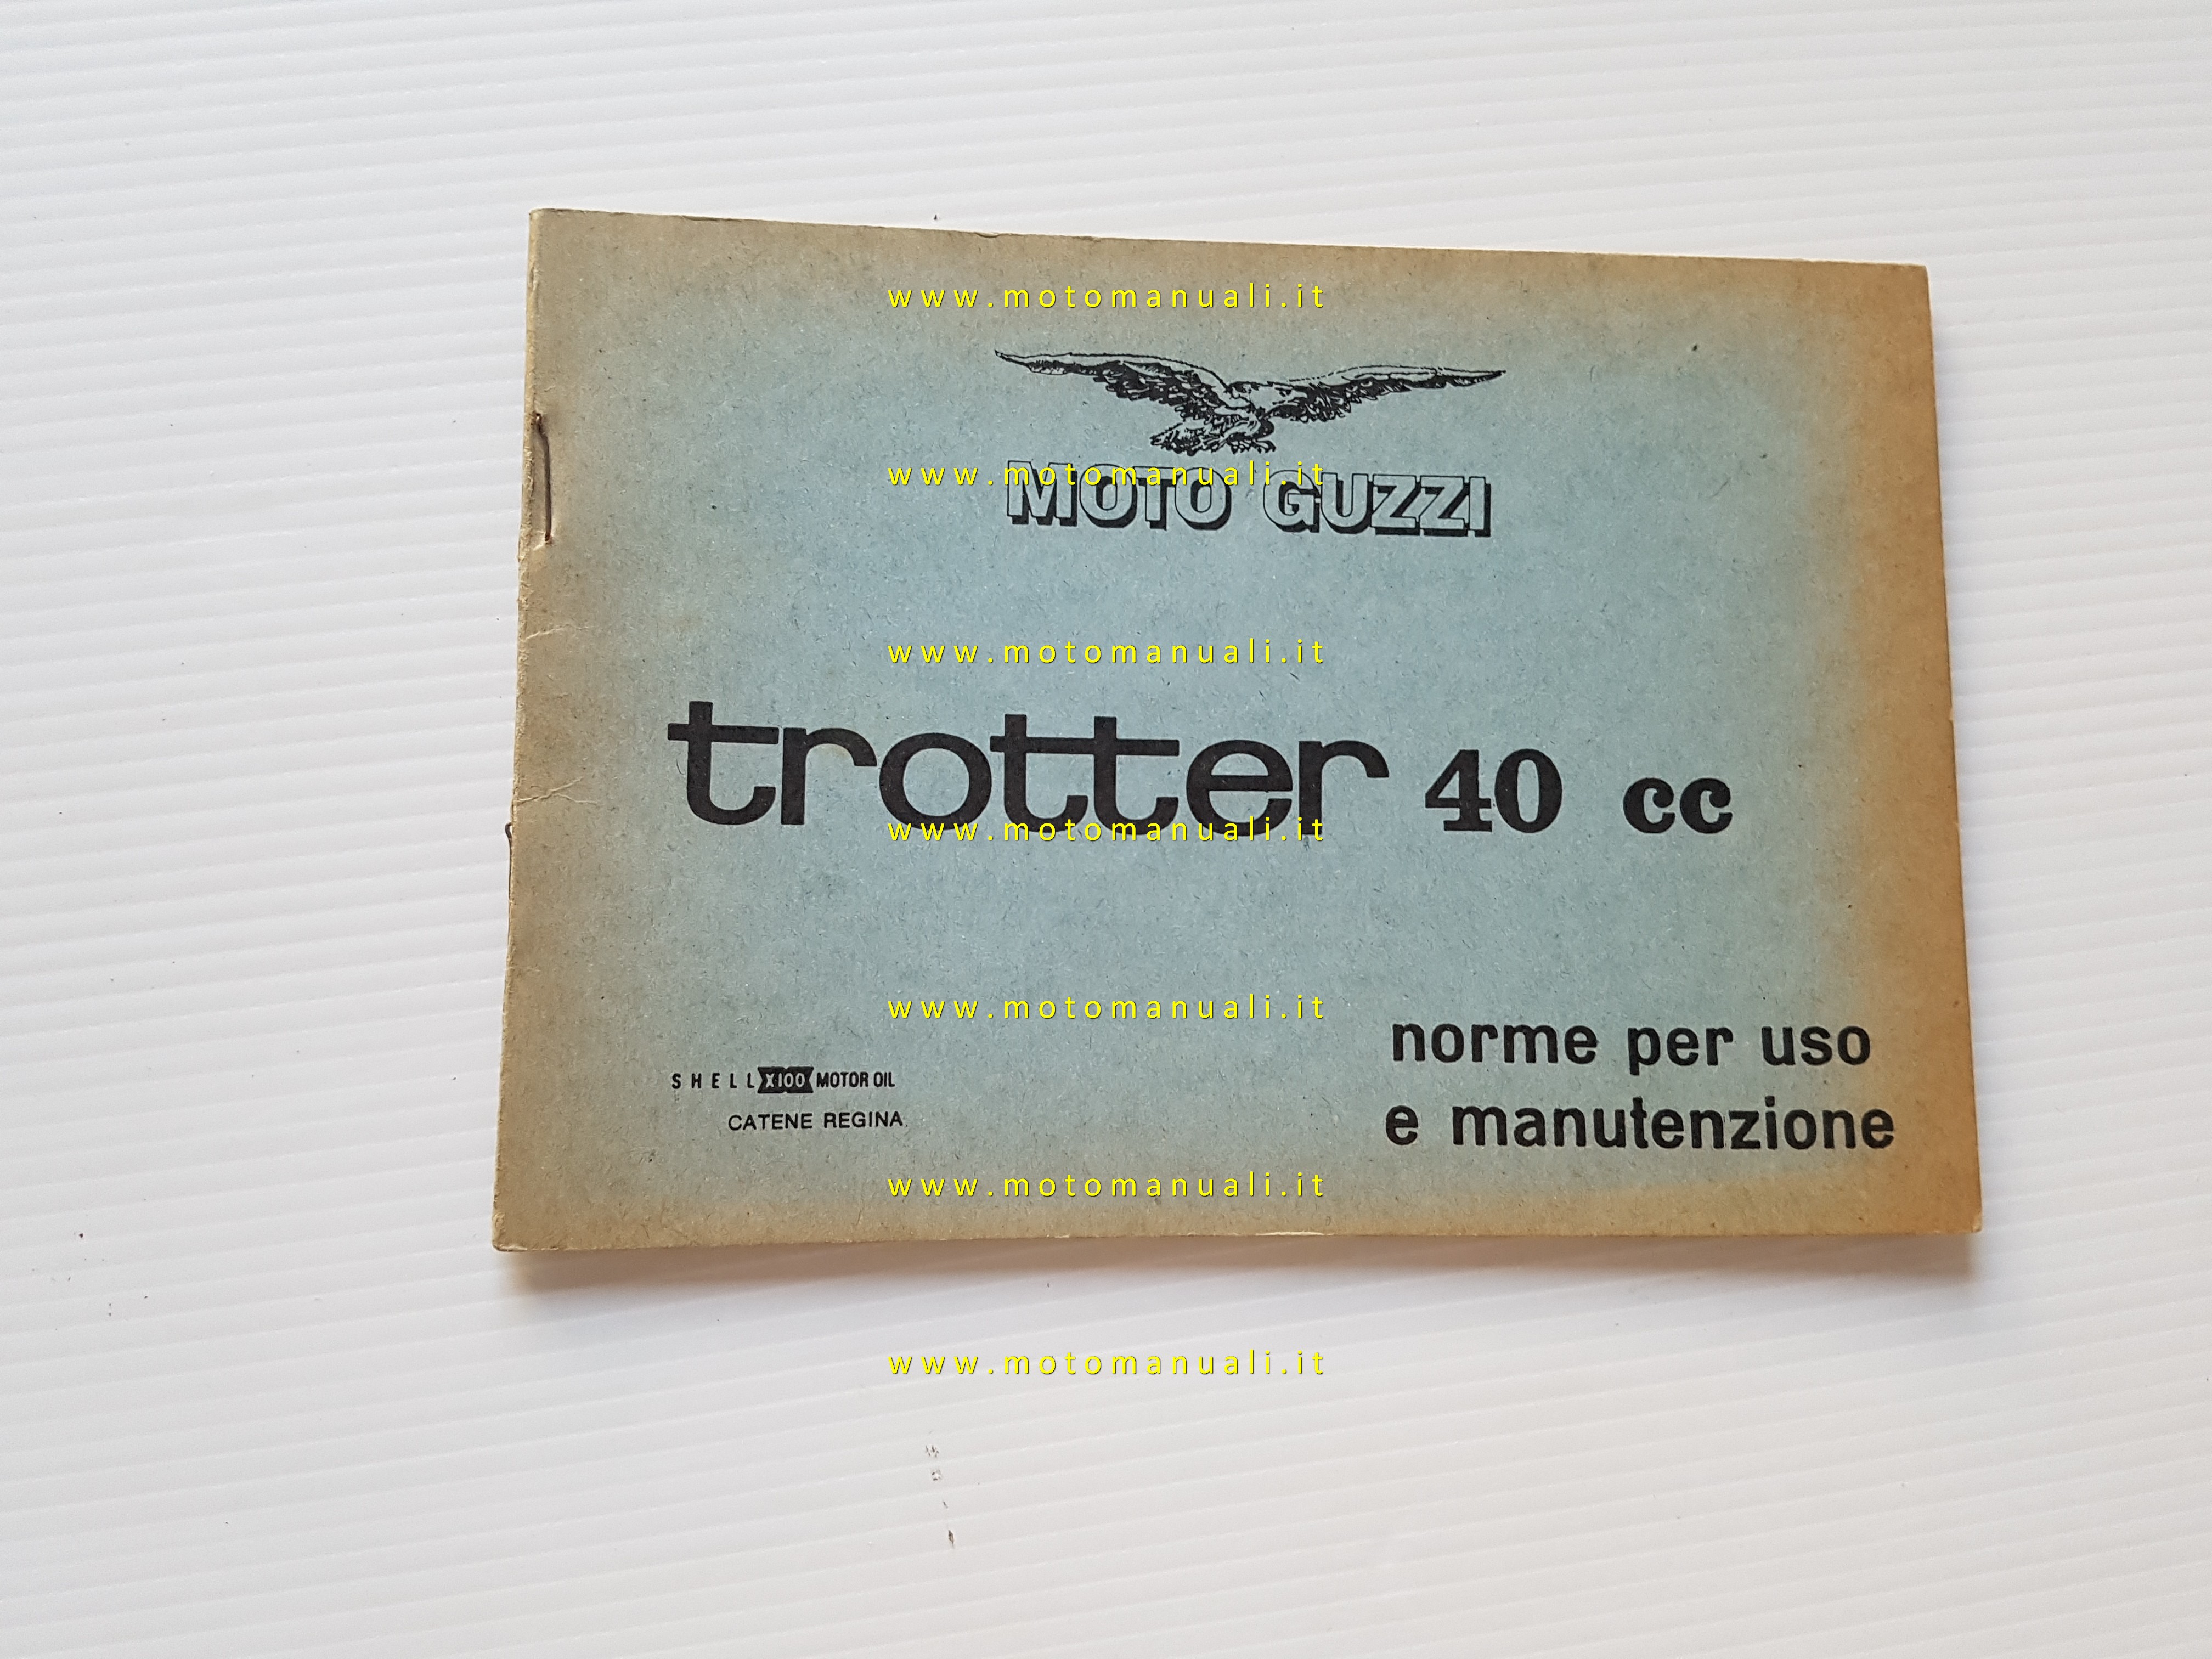 www.motomanuali.it
www.motomanuali.it
MOTO GUZZI
www.motomanuali.it
trotter 40 cc
www.motomanuali.it
www.motomanuali.it
norme per uso
e manutenzione
SHELL X100 MOTOR OIL
CATENE REGINA
www.motomanuali.it
www.motomanuali.it